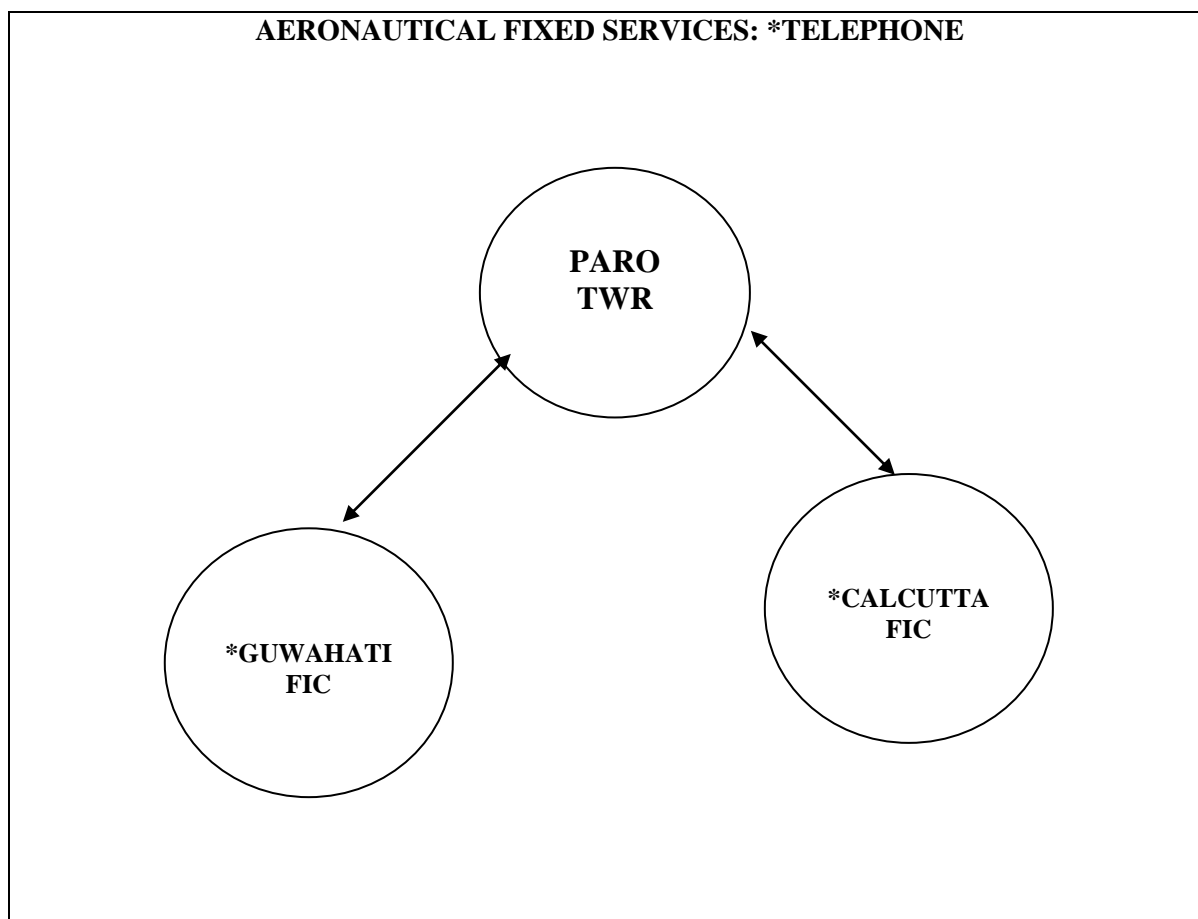 AERONAUTICAL FIXED SERVICES: *TELEPHONE
PARO
TWR
*GUWAHATI
FIC
*CALCUTTA
FIC